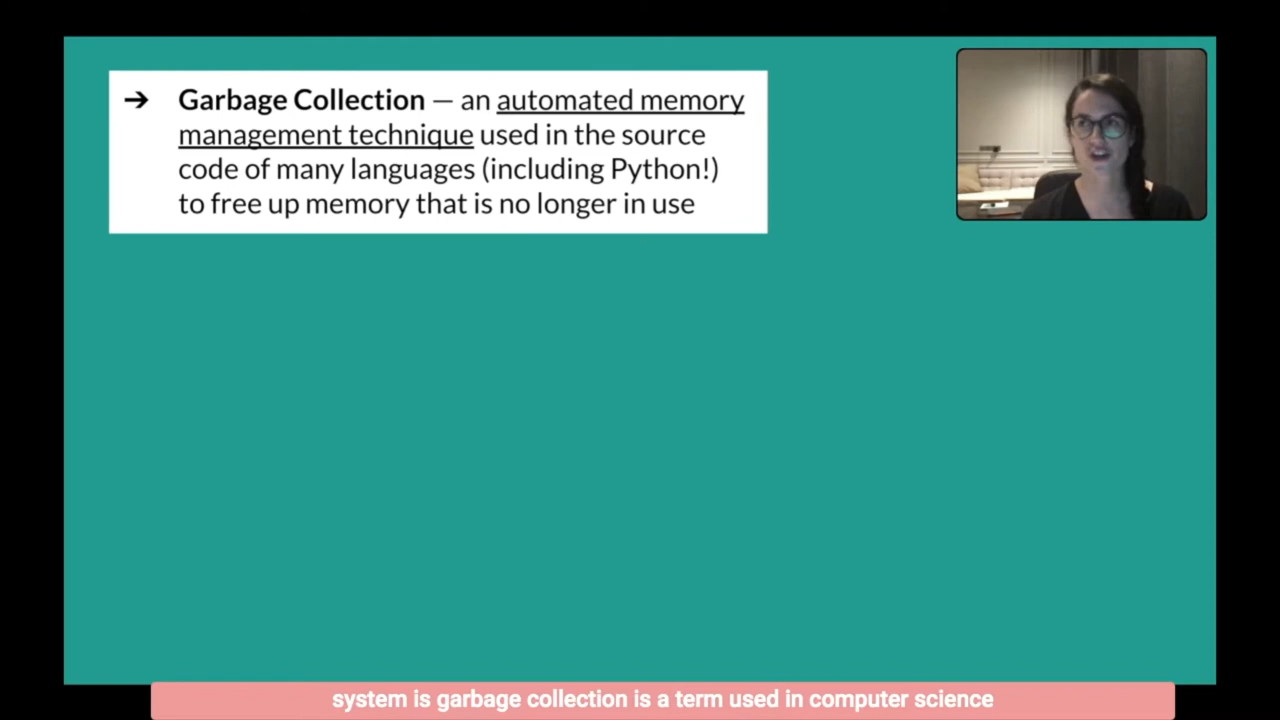 ➔ Garbage Collection — an automated memory
management technique used in the source
code of many languages (including Python!)
to free up memory that is no longer in use
system is garbage collection is a term used in computer science